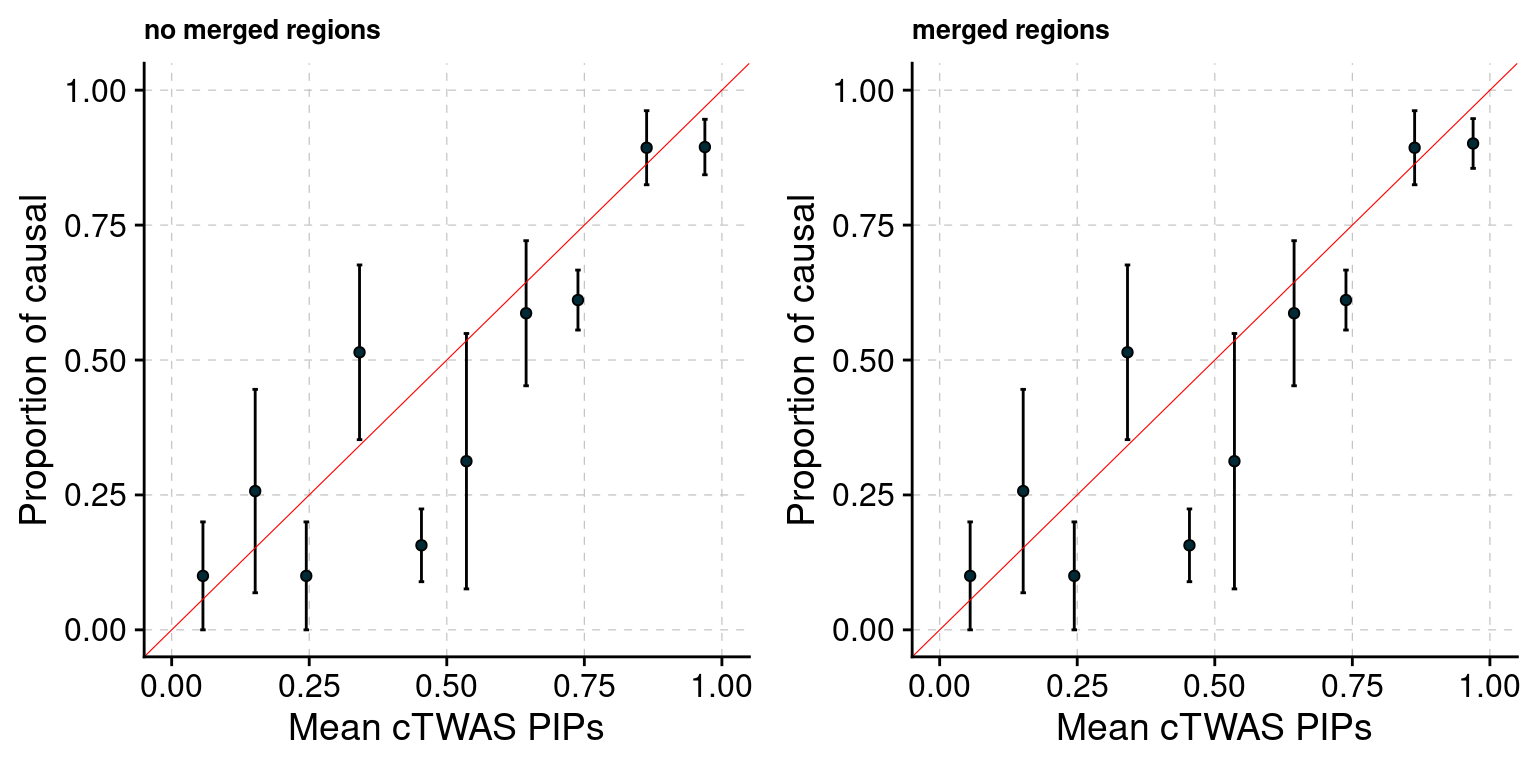 no merged regions
Proportion of causal
1.00
0.75
0.50
0.25
0.00
0.00 0.25 0.50 0.75 1.00
Mean cTWAS PIPs
merged regions
Proportion of causal
1.00
0.75
0.50
0.25
0.00
0.00 0.25 0.50 0.75 1.00
Mean cTWAS PIPs